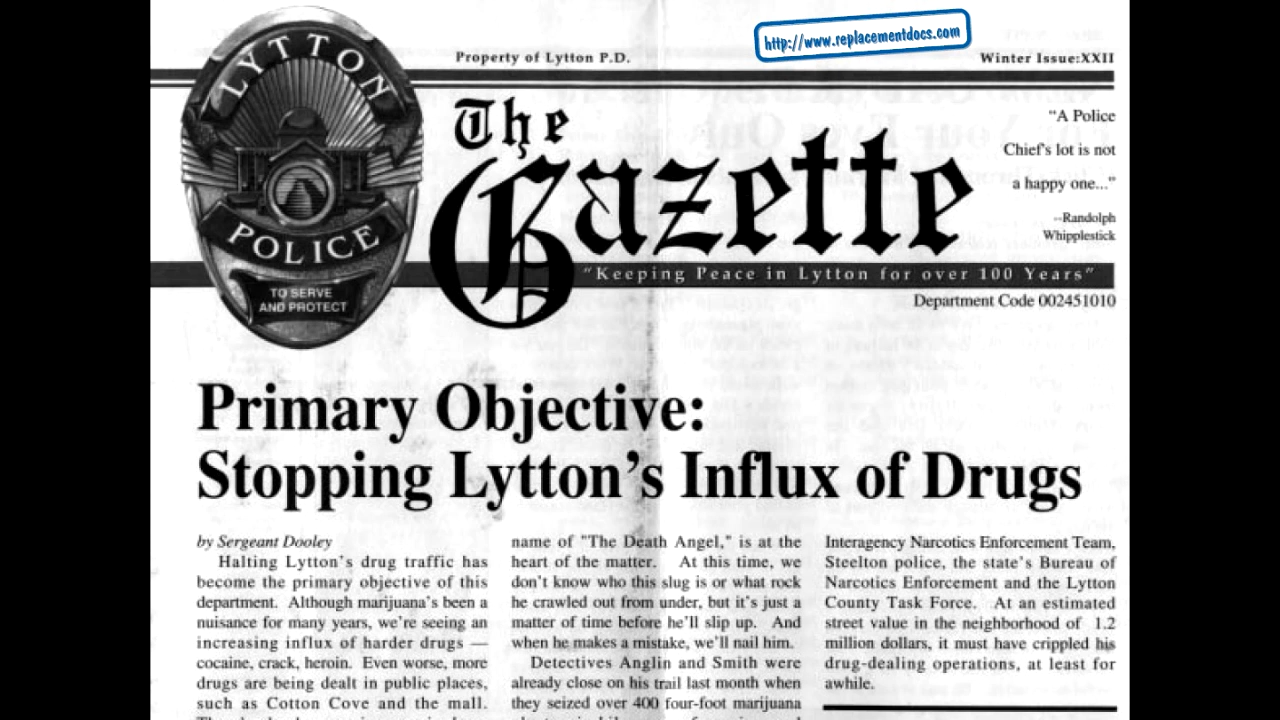 http://www.replacementdocs.com
Property of Lytton P.D.
Winter Issue:XXII
LYTTON
POLICE
TO SERVE
AND PROTECT
The
Gazette
"A Police
Chief's lot is not
a happy one..."
--Randolph
Whipplestick
"Keeping Peace in Lytton for over 100 Years"
Department Code 002451010
Primary Objective:
Stopping Lytton's Influx of Drugs
by Sergeant Dooley
Halting Lytton's drug traffic has
become the primary objective of this
department. Although marijuana's been a
nuisance for many years, we're seeing an
increasing influx of harder drugs —
cocaine, crack, heroin. Even worse, more
drugs are being dealt in public places,
such as Cotton Cove and the mall.
name of "The Death Angel," is at the
heart of the matter. At this time, we
don't know who this slug is or what rock
he crawled out from under, but it's just a
matter of time before he'll slip up. And
when he makes a mistake, we'll nail him.
Detectives Anglin and Smith were
already close on his trail last month when
they seized over 400 four-foot marijuana
Interagency Narcotics Enforcement Team,
Steelton police, the state's Bureau of
Narcotics Enforcement and the Lytton
County Task Force. At an estimated
street value in the neighborhood of 1.2
million dollars, it must have crippled his
drug-dealing operations, at least for
awhile.